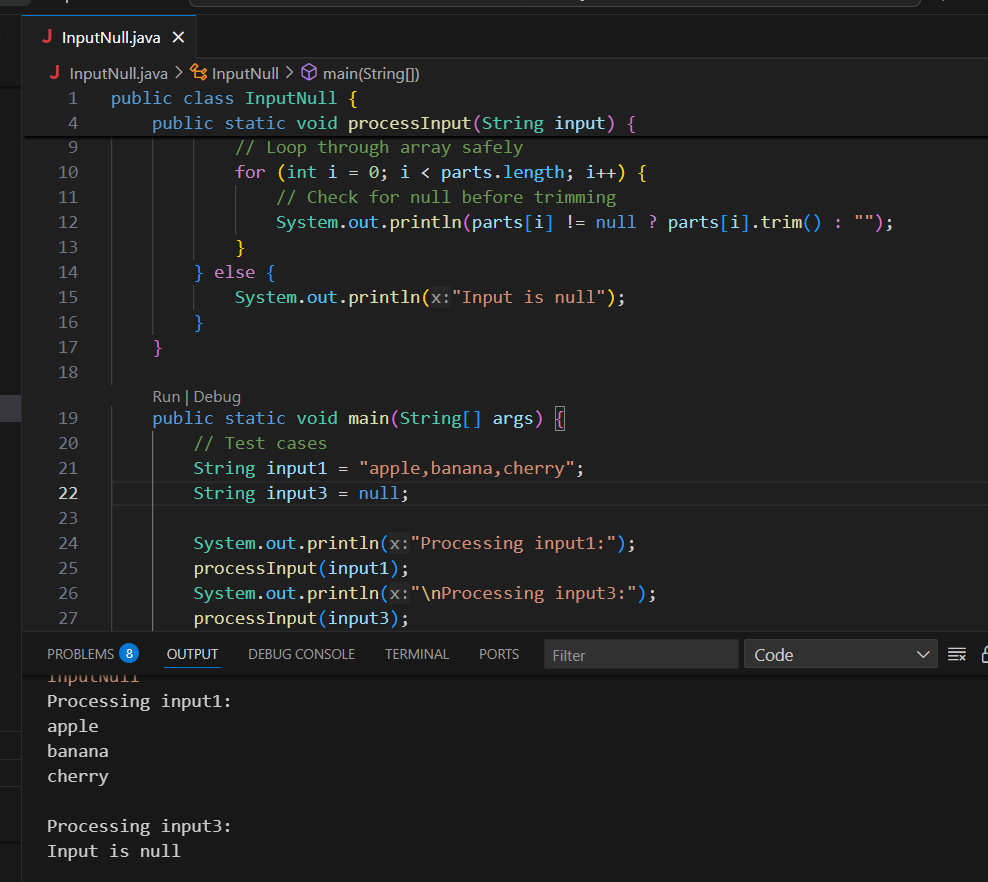 J InputNull.java ×
J InputNull.java > InputNull > main(String[])
1 public class InputNull {
4 public static void processInput(String input) {
9 // Loop through array safely
10 for (int i = 0; i < parts.length; i++) {
11 // Check for null before trimming
12 System.out.println(parts[i] != null ? parts[i].trim() : "");
13 }
14 } else {
15 System.out.println(x:"Input is null");
16 }
17 }
18
Run | Debug
19 public static void main(String[] args) {
20 // Test cases
21 String input1 = "apple,banana,cherry";
22 String input3 = null;
23
24 System.out.println(x:"Processing input1:");
25 processInput(input1);
26 System.out.println(x:"\nProcessing input3:");
27 processInput(input3);
PROBLEMS 8 OUTPUT DEBUG CONSOLE TERMINAL PORTS Filter Code
InputNull
Processing input1:
apple
banana
cherry
Processing input3:
Input is null